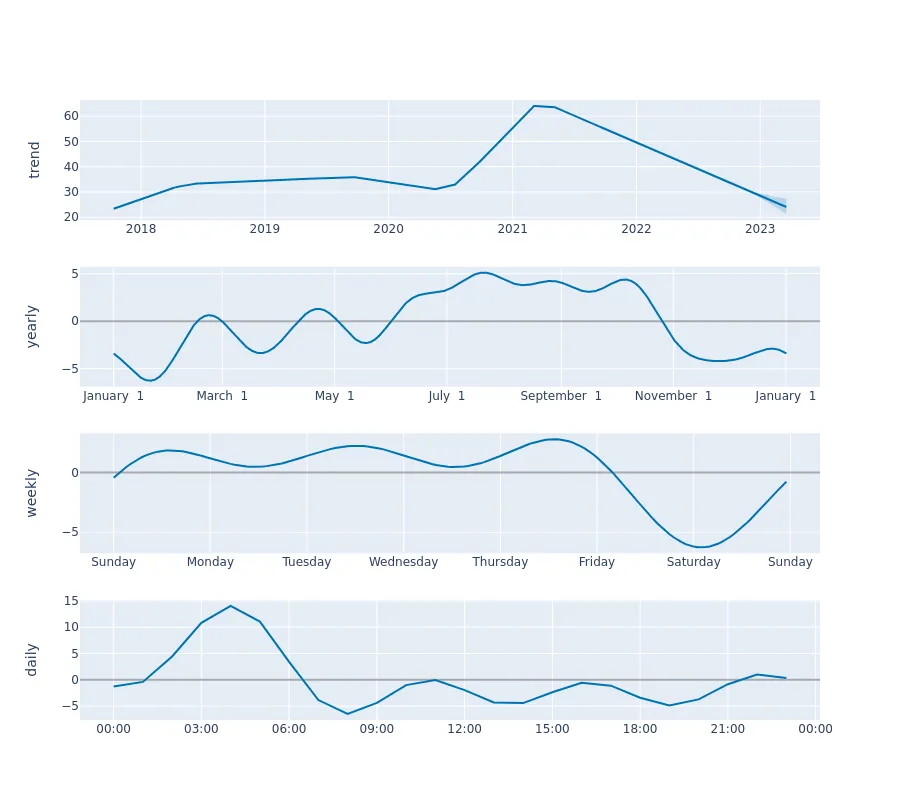 trend
60
50
40
30
20
2018 2019 2020 2021 2022 2023
yearly
5
0
−5
January 1 March 1 May 1 July 1 September 1 November 1 January 1
weekly
0
−5
Sunday Monday Tuesday Wednesday Thursday Friday Saturday Sunday
daily
15
10
5
0
−5
00:00 03:00 06:00 09:00 12:00 15:00 18:00 21:00 00:00